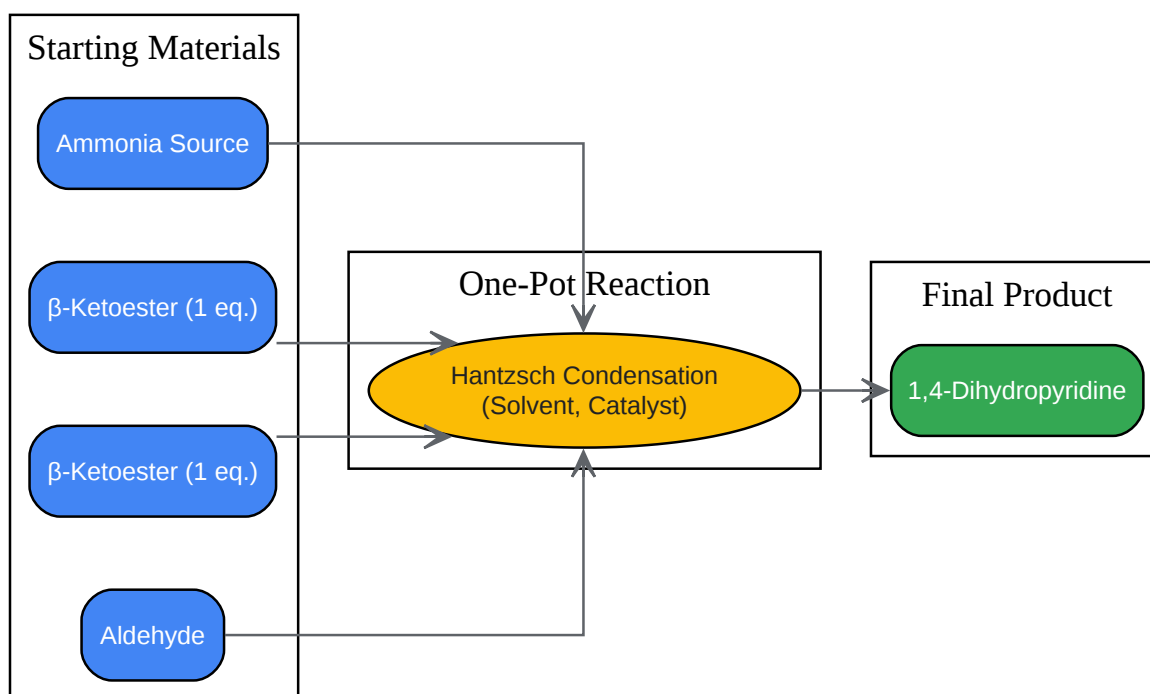 Starting Materials
Ammonia Source
β-Ketoester (1 eq.)
β-Ketoester (1 eq.)
Aldehyde
One-Pot Reaction
Hantzsch Condensation
(Solvent, Catalyst)
Final Product
1,4-Dihydropyridine